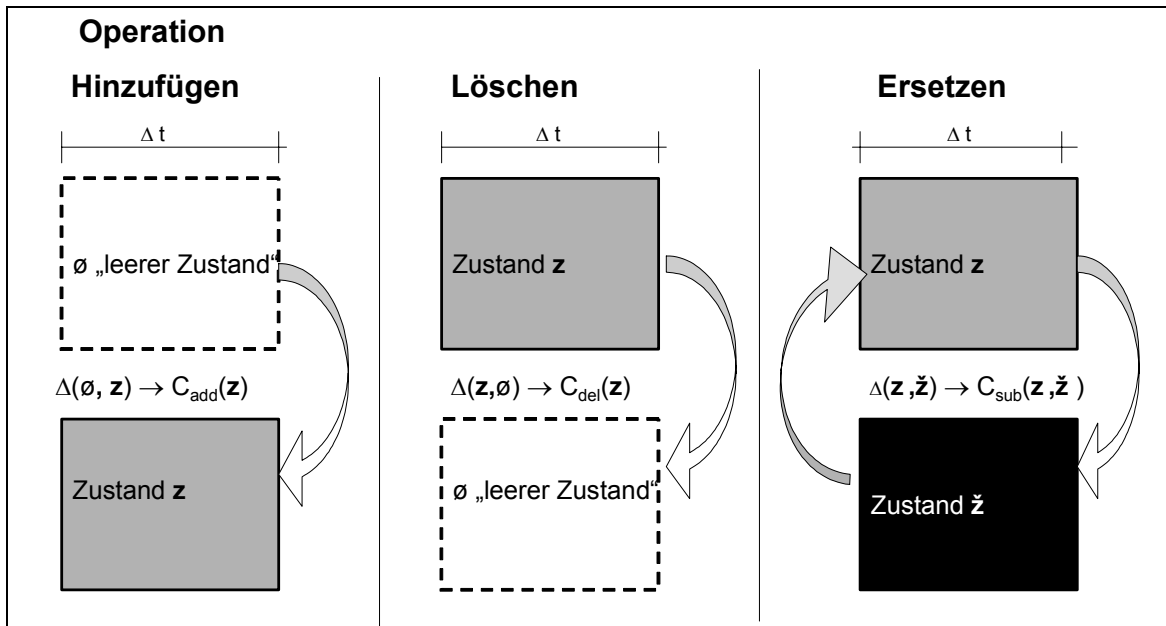 Operation
Hinzufügen
Δ t
ø „leerer Zustand“
Δ(ø, z) → Cadd(z)
Zustand z
Löschen
Δ t
Zustand z
Δ(z,ø) → Cdel(z)
ø „leerer Zustand“
Ersetzen
Δ t
Zustand z
Δ(z ,ž) → Csub(z ,ž )
Zustand ž